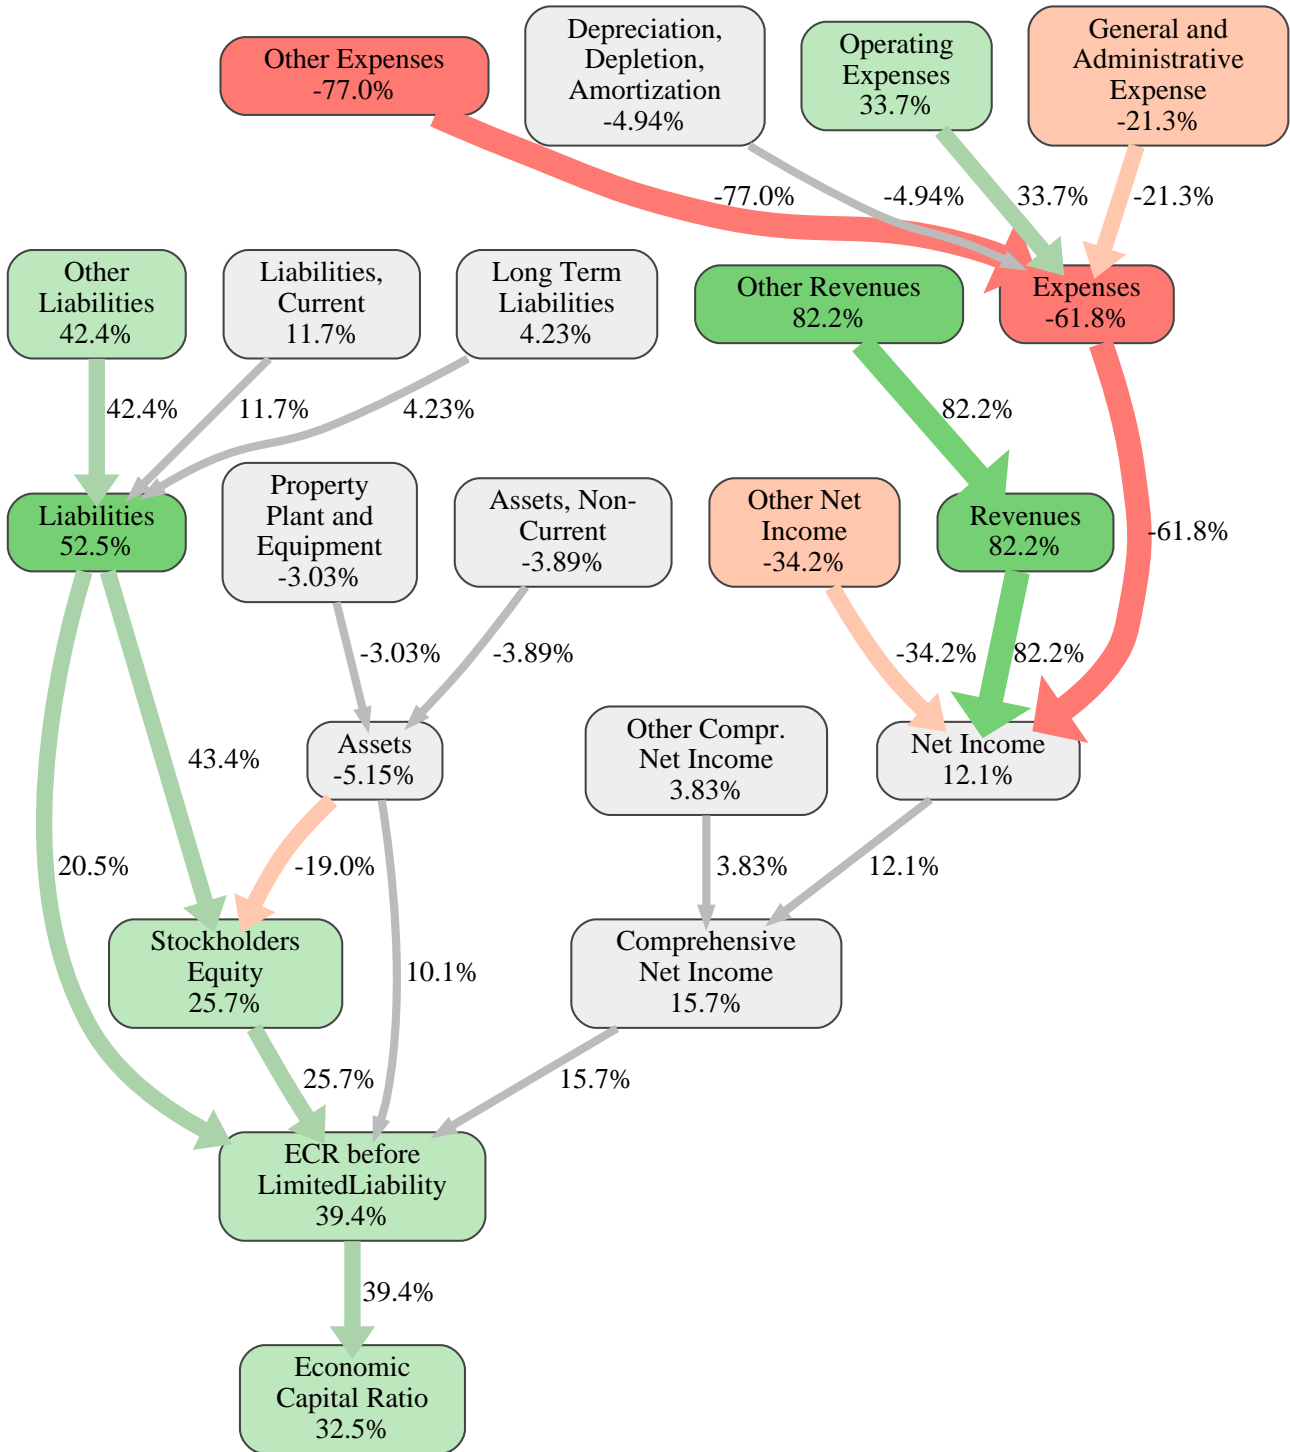 Other Expenses
-77.0%
Depreciation,
Depletion,
Amortization
-4.94%
Operating
Expenses
33.7%
General and
Administrative
Expense
-21.3%
-77.0%
-4.94%
33.7%
-21.3%
Other
Liabilities
42.4%
Liabilities,
Current
11.7%
Long Term
Liabilities
4.23%
Other Revenues
82.2%
Expenses
-61.8%
42.4%
11.7%
4.23%
82.2%
Liabilities
52.5%
Property
Plant and
Equipment
-3.03%
Assets, Non-
Current
-3.89%
Other Net
Income
-34.2%
Revenues
82.2%
-61.8%
-3.03%
-3.89%
-34.2%
82.2%
43.4%
Assets
-5.15%
Other Compr.
Net Income
3.83%
Net Income
12.1%
20.5%
-19.0%
3.83%
12.1%
Stockholders
Equity
25.7%
10.1%
Comprehensive
Net Income
15.7%
25.7%
15.7%
ECR before
LimitedLiability
39.4%
39.4%
Economic
Capital Ratio
32.5%